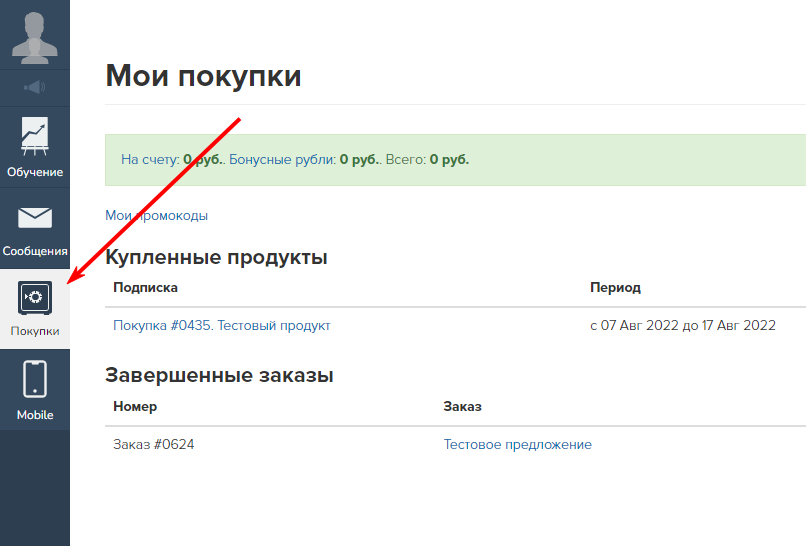 Мои покупки
На счету: 0 руб.. Бонусные рубли: 0 руб.. Всего: 0 руб.
Мои промокоды
Купленные продукты
Подписка Период
Покупка #0435. Тестовый продукт с 07 Авг 2022 до 17 Авг 2022
Завершенные заказы
Номер Заказ
Заказ #0624 Тестовое предложение
Обучение
Сообщения
Покупки
Mobile